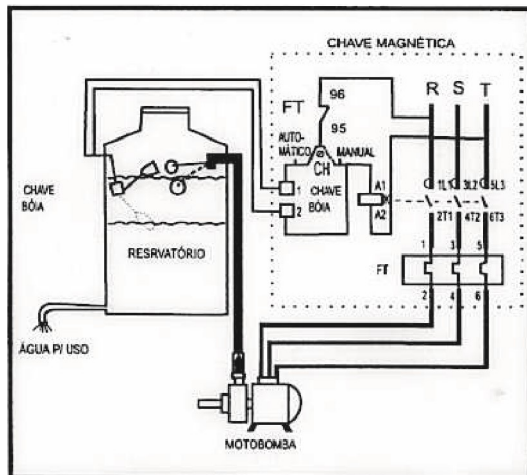 CHAVE MAGNÉTICA
R S T
FT
96
95
AUTO-
MÁTICO
MANUAL
CH
1
2
CHAVE
BÓIA
A1
A2
1L1 3L2 5L3
2T1 4T2 6T3
CHAVE
BÓIA
RESRVATÓRIO
1 3 5
FT
2 4 6
ÁGUA P/ USO
MOTOBOMBA